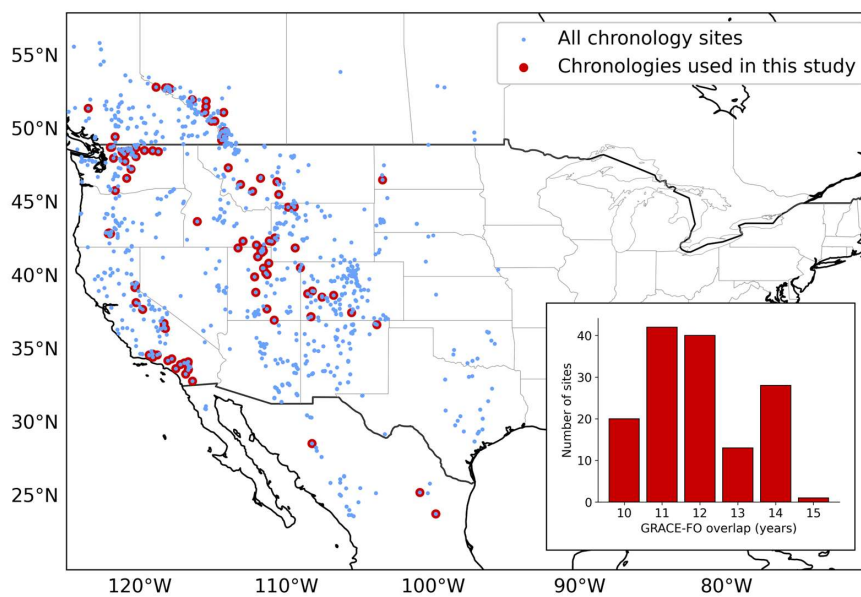 All chronology sites
Chronologies used in this study
55°N
50°N
45°N
40°N
35°N
30°N
25°N
120°W
110°W
100°W
90°W
80°W
Number of sites
40
30
20
10
0
10 11 12 13 14 15
GRACE-FO overlap (years)